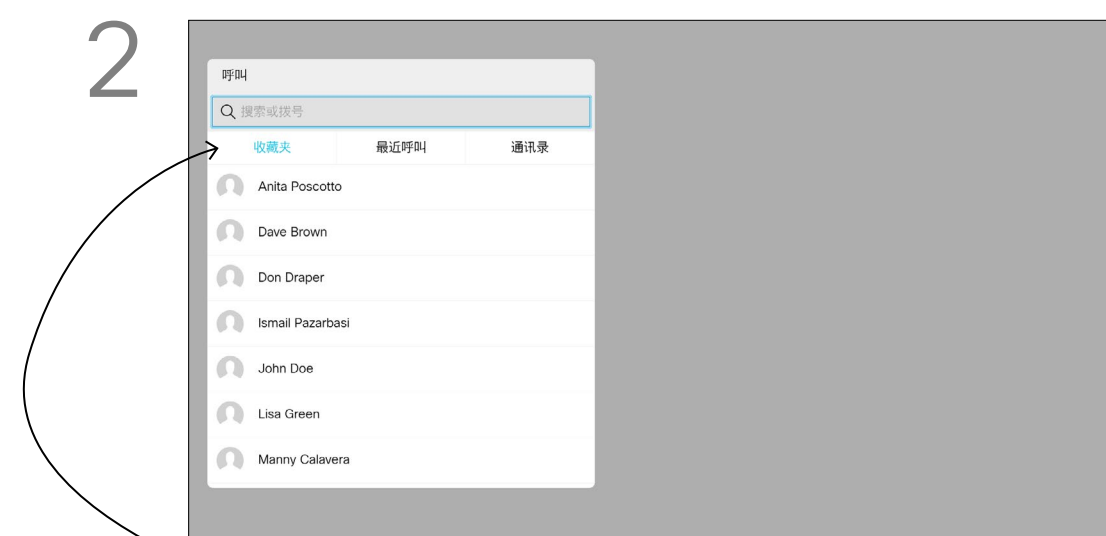 2
呼叫
搜索或拨号
收藏夹 最近呼叫 通讯录
Anita Poscotto
Dave Brown
Don Draper
Ismail Pazarbasi
John Doe
Lisa Green
Manny Calavera